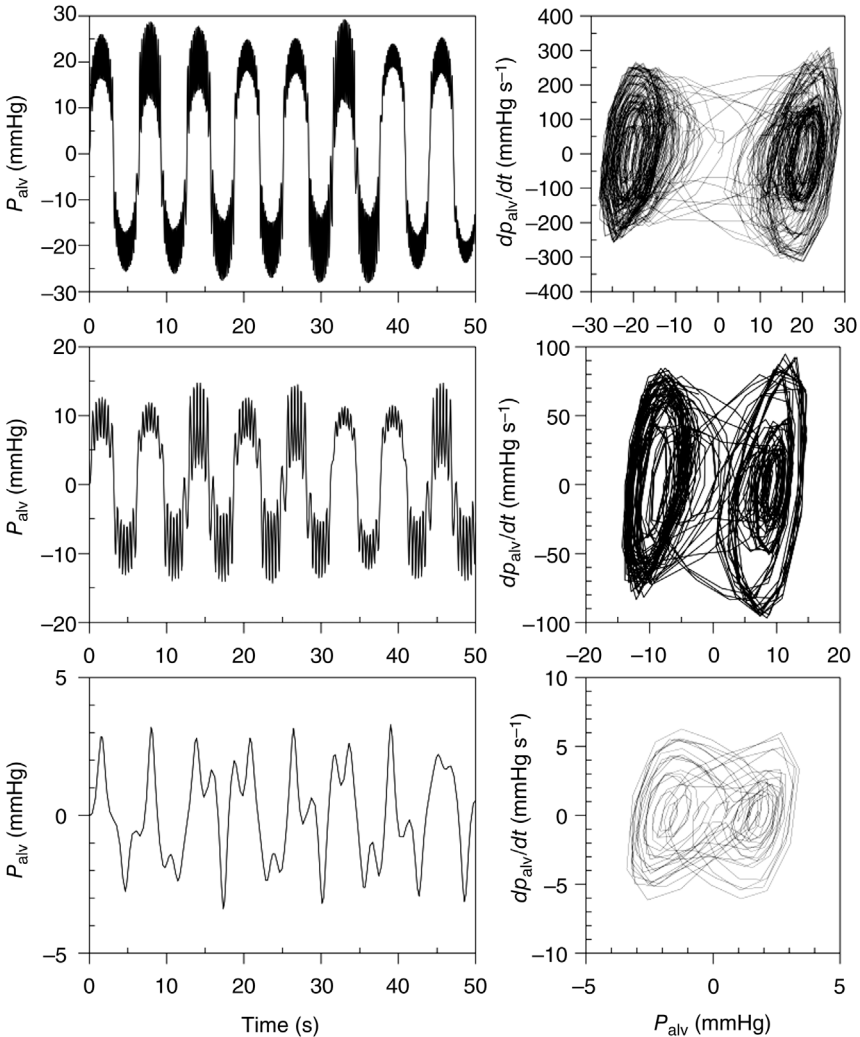 30
20
10
0
–10
–20
–30
P_alv (mmHg)
0 10 20 30 40 50
400
300
200
100
0
–100
–200
–300
–400
dp_alv/dt (mmHg s⁻¹)
–30 –20 –10 0 10 20 30
20
10
0
–10
–20
P_alv (mmHg)
0 10 20 30 40 50
100
50
0
–50
–100
dp_alv/dt (mmHg s⁻¹)
–20 –10 0 10 20
5
0
–5
P_alv (mmHg)
0 10 20 30 40 50
Time (s)
10
5
0
–5
–10
dp_alv/dt (mmHg s⁻¹)
–5 0 5
P_alv (mmHg)